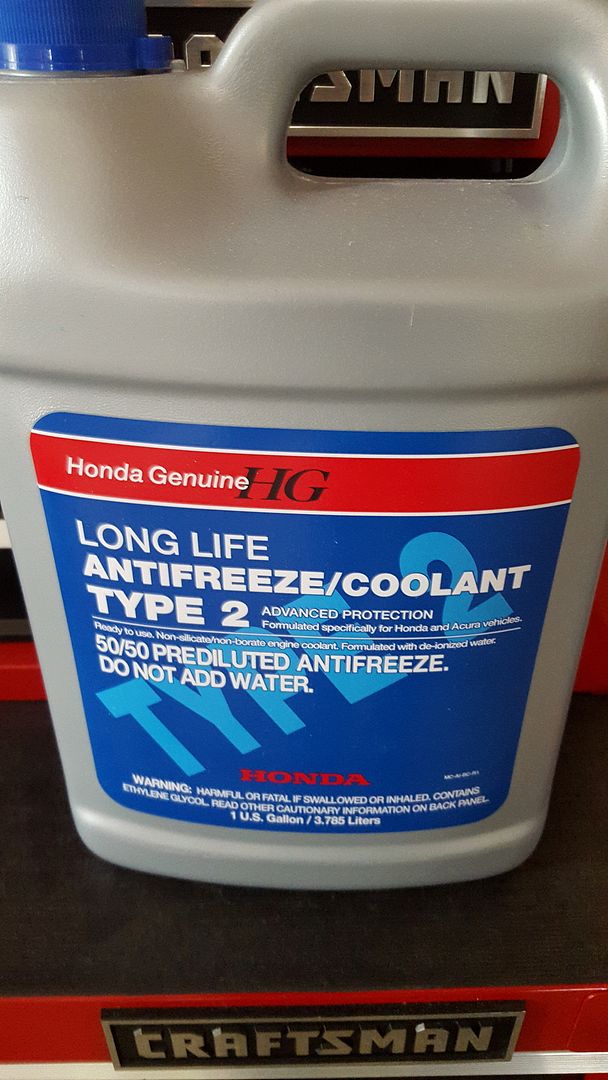 CRAFTSMAN
Honda Genuine HG
LONG LIFE
ANTIFREEZE/COOLANT
TYPE 2 ADVANCED PROTECTION
Formulated specifically for Honda and Acura vehicles.
Ready to use. Non-silicate/non-borate engine coolant. Formulated with de-ionized water.
50/50 PREDILUTED ANTIFREEZE.
DO NOT ADD WATER.
TYPE 2
HONDA
WARNING: HARMFUL OR FATAL IF SWALLOWED OR INHALED. CONTAINS
ETHYLENE GLYCOL. READ OTHER CAUTIONARY INFORMATION ON BACK PANEL.
1 U.S. Gallon / 3.785 Liters
CRAFTSMAN